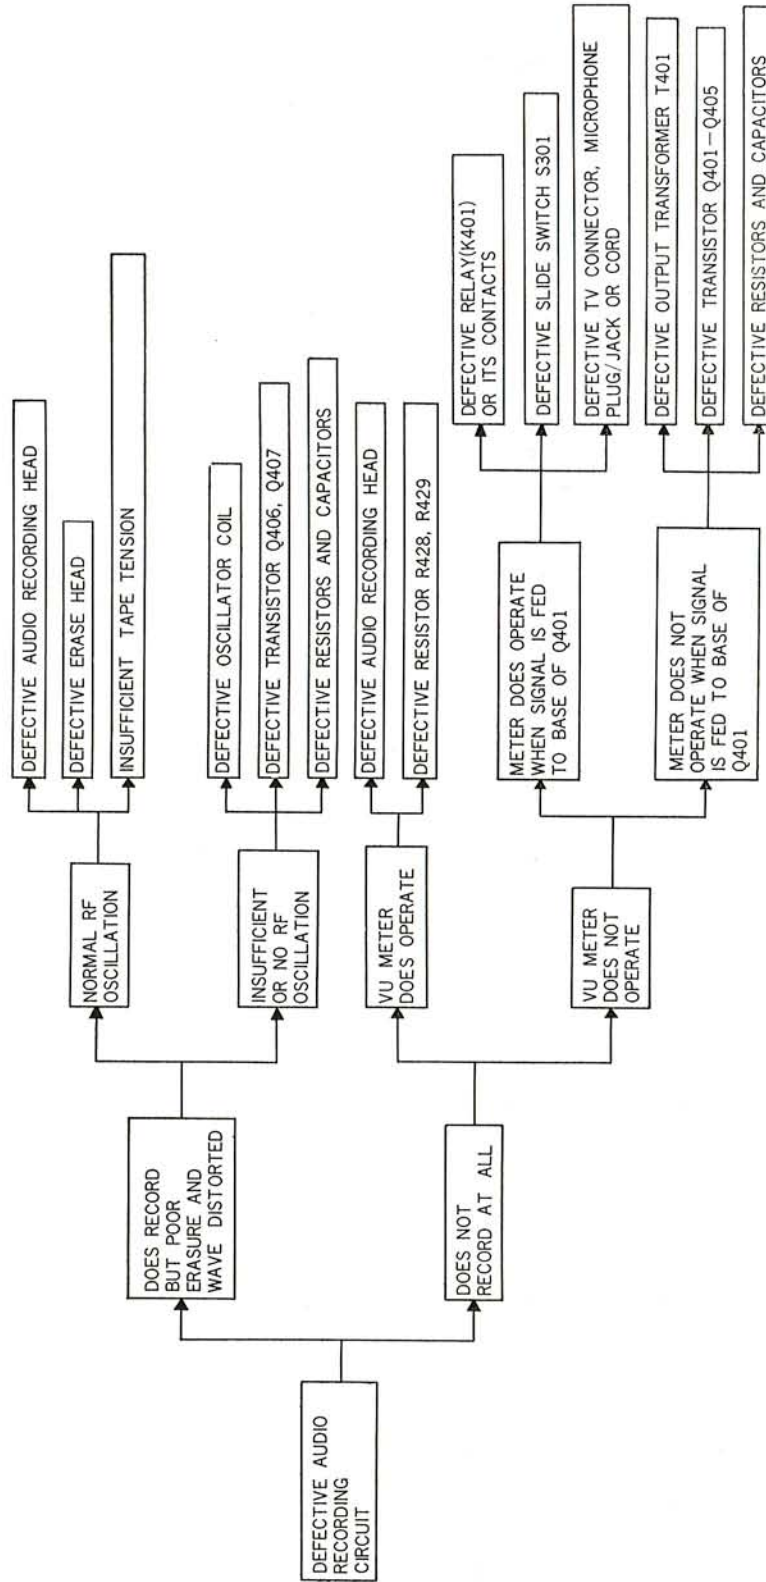 DEFECTIVE AUDIO
RECORDING
CIRCUIT
DOES RECORD
BUT POOR
ERASURE AND
WAVE DISTORTED
NORMAL RF
OSCILLATION
DEFECTIVE AUDIO RECORDING HEAD
DEFECTIVE ERASE HEAD
INSUFFICIENT TAPE TENSION
INSUFFICIENT
OR NO RF
OSCILLATION
DEFECTIVE OSCILLATOR COIL
DEFECTIVE TRANSISTOR Q406, Q407
DEFECTIVE RESISTORS AND CAPACITORS
DOES NOT
RECORD AT ALL
VU METER
DOES OPERATE
DEFECTIVE AUDIO RECORDING HEAD
DEFECTIVE RESISTOR R428, R429
VU METER
DOES NOT
OPERATE
METER DOES OPERATE
WHEN SIGNAL IS FED
TO BASE OF Q401
DEFECTIVE RELAY(K401)
OR ITS CONTACTS
DEFECTIVE SLIDE SWITCH S301
DEFECTIVE TV CONNECTOR, MICROPHONE
PLUG/JACK OR CORD
METER DOES NOT
OPERATE WHEN SIGNAL
IS FED TO BASE OF
Q401
DEFECTIVE OUTPUT TRANSFORMER T401
DEFECTIVE TRANSISTOR Q401-Q405
DEFECTIVE RESISTORS AND CAPACITORS